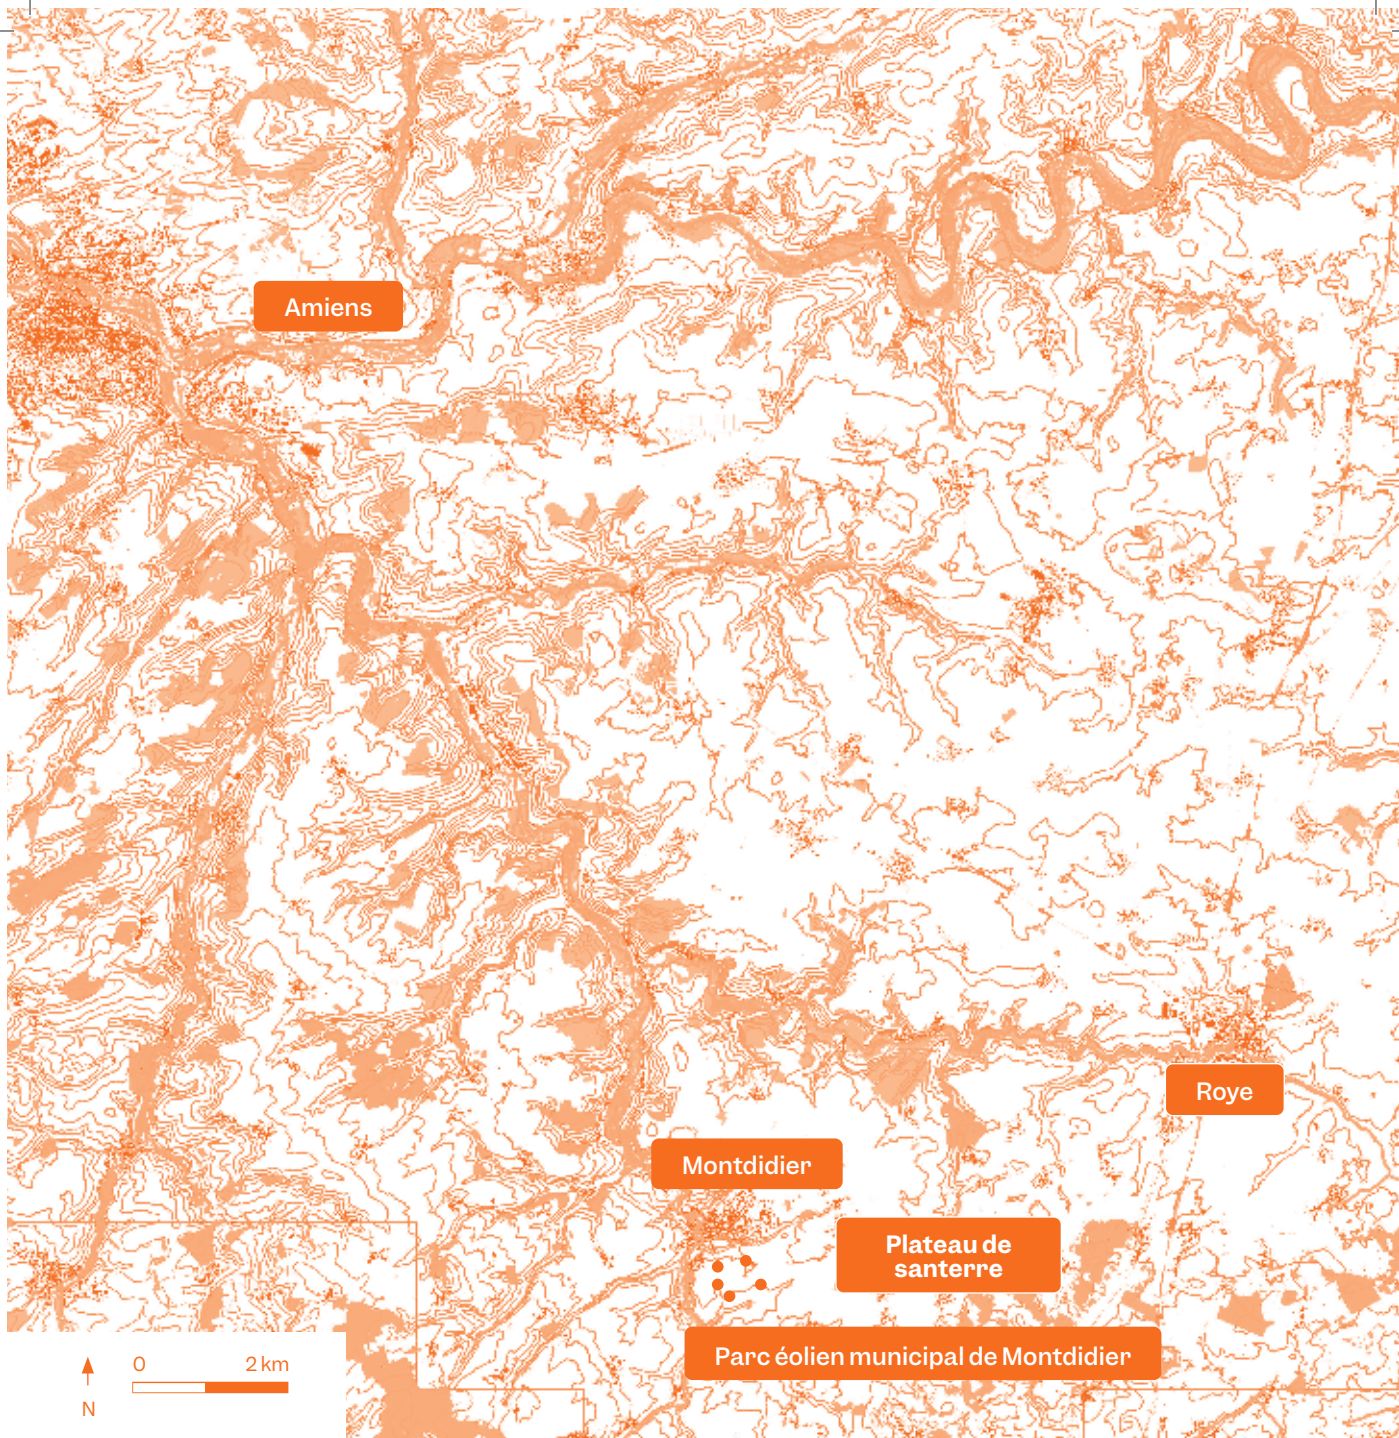 Amiens
Roye
Montdidier
Plateau de
santerre
Parc éolien municipal de Montdidier
0 2 km
N